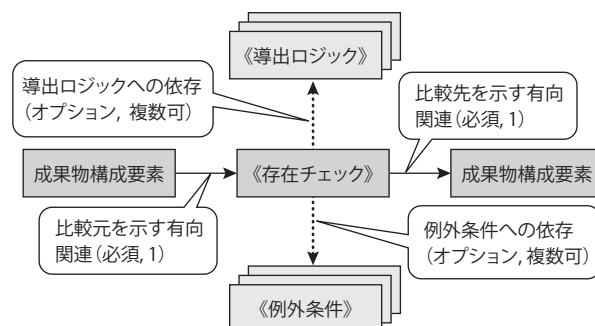 《導出ロジック》
導出ロジックへの依存
(オプション, 複数可)
比較先を示す有向
関連(必須, 1)
成果物構成要素
《存在チェック》
成果物構成要素
比較元を示す有向
関連(必須, 1)
例外条件への依存
(オプション, 複数可)
《例外条件》